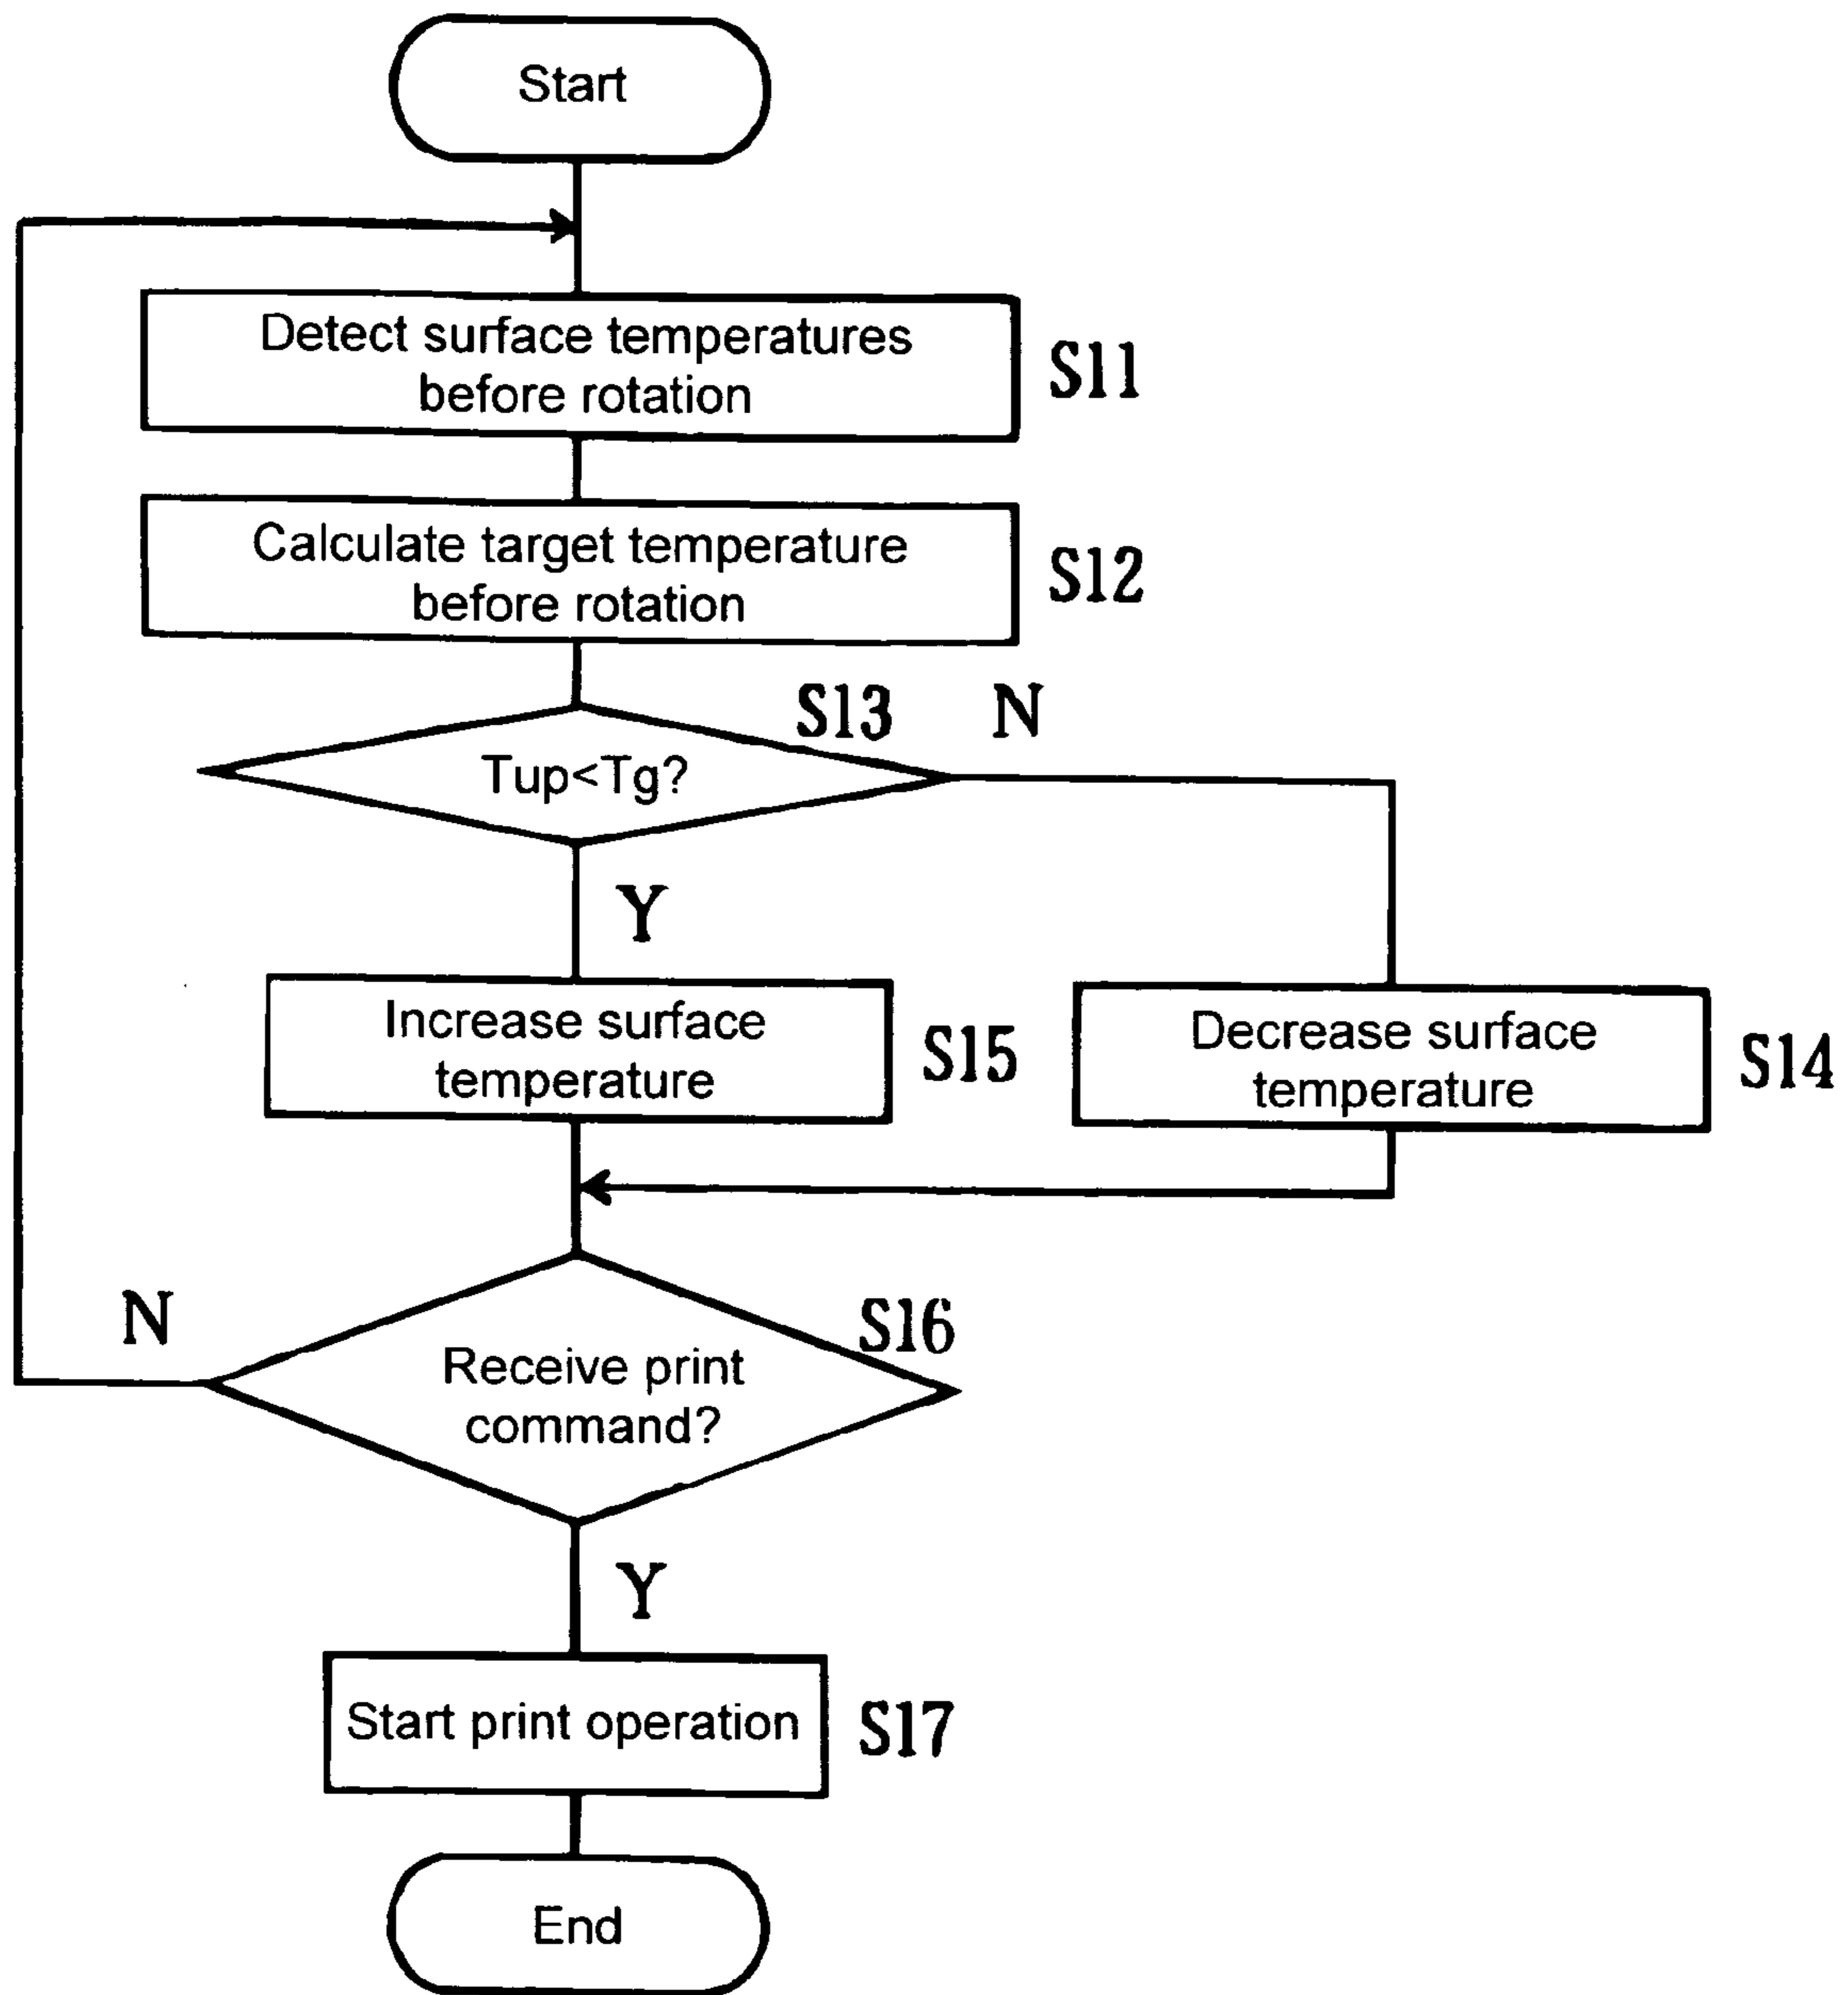 Start
Detect surface temperatures
before rotation
S11
Calculate target temperature
before rotation
S12
S13
N
Tup<Tg?
Y
Increase surface
temperature
S15
Decrease surface
temperature
S14
N
S16
Receive print
command?
Y
Start print operation
S17
End